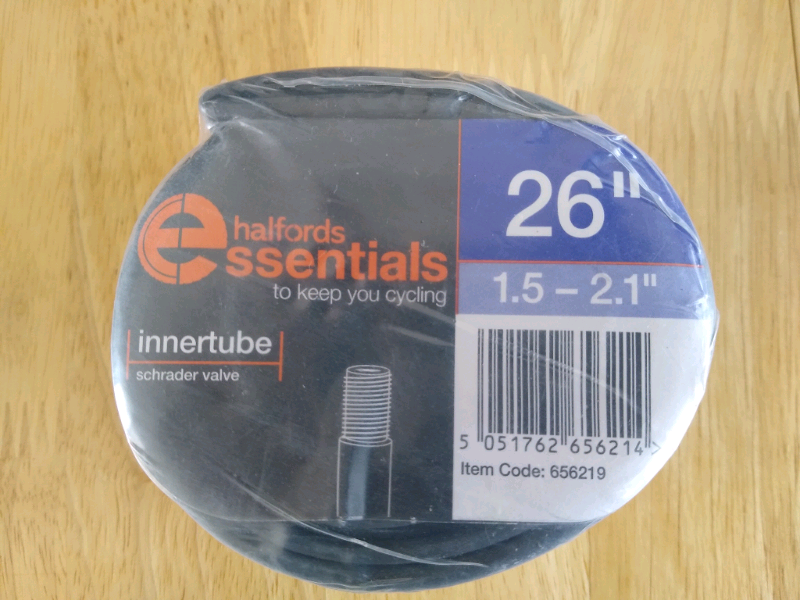 halfords
essentials
to keep you cycling
innertube
schrader valve
26"
1.5 – 2.1"
5 051762 656214 >
Item Code: 656219